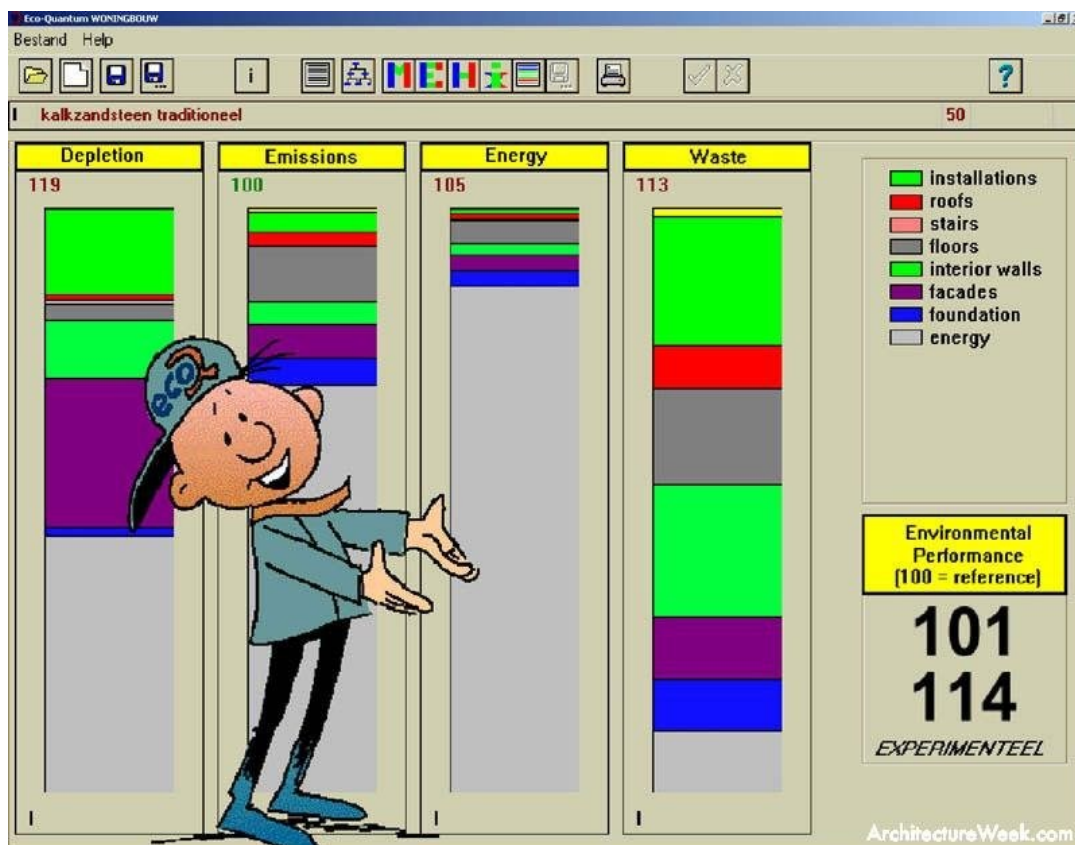 Eco-Quantum WONINGBOUW
Bestand Help
i M E H i ?
I kalkzandsteen traditioneel 50
Depletion Emissions Energy Waste
119 100 105 113
installations
roofs
stairs
floors
interior walls
facades
foundation
energy
eco
Environmental
Performance
(100 = reference)
101
114
EXPERIMENTEEL
I I I
ArchitectureWeek.com